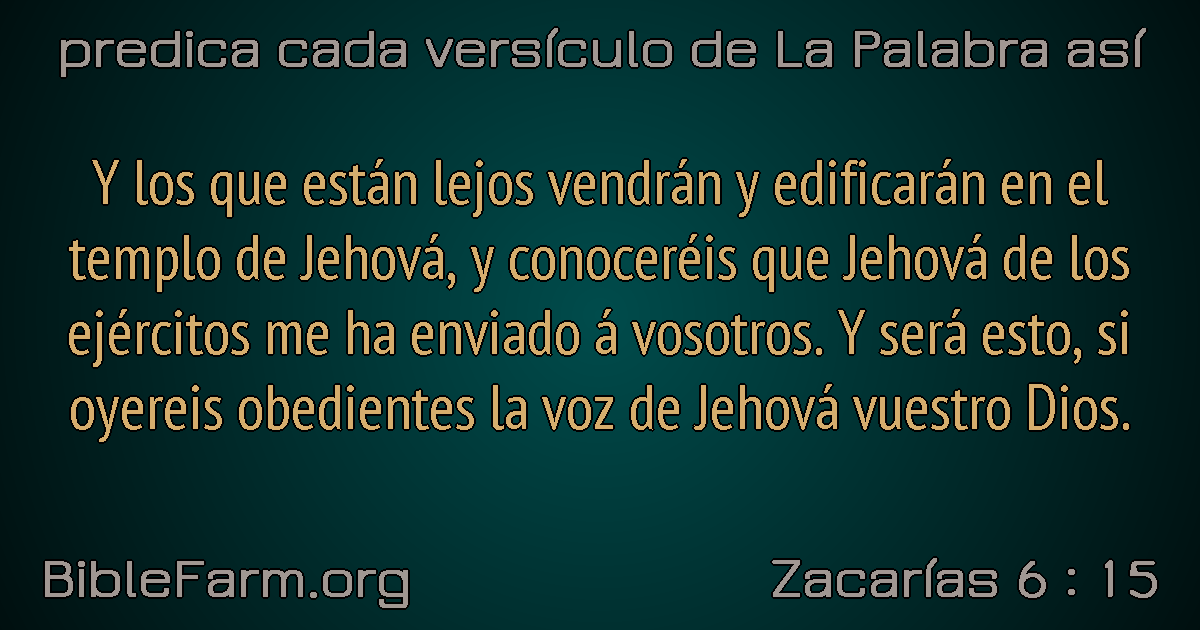 predica cada versículo de La Palabra así
Y los que están lejos vendrán y edificarán en el
templo de Jehová, y conoceréis que Jehová de los
ejércitos me ha enviado á vosotros. Y será esto, si
oyereis obedientes la voz de Jehová vuestro Dios.
BibleFarm.org
Zacarías 6 : 15